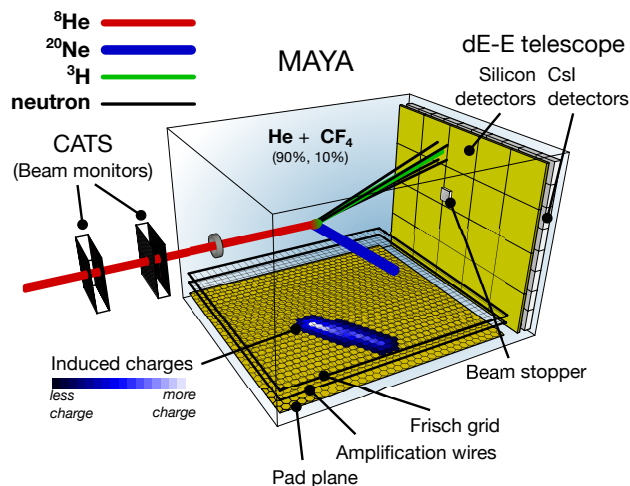 ⁸He
²⁰Ne
³H
neutron
MAYA
dE-E telescope
Silicon
detectors
CsI
detectors
CATS
(Beam monitors)
He + CF₄
(90%, 10%)
Induced charges
less
charge
more
charge
Beam stopper
Frisch grid
Amplification wires
Pad plane